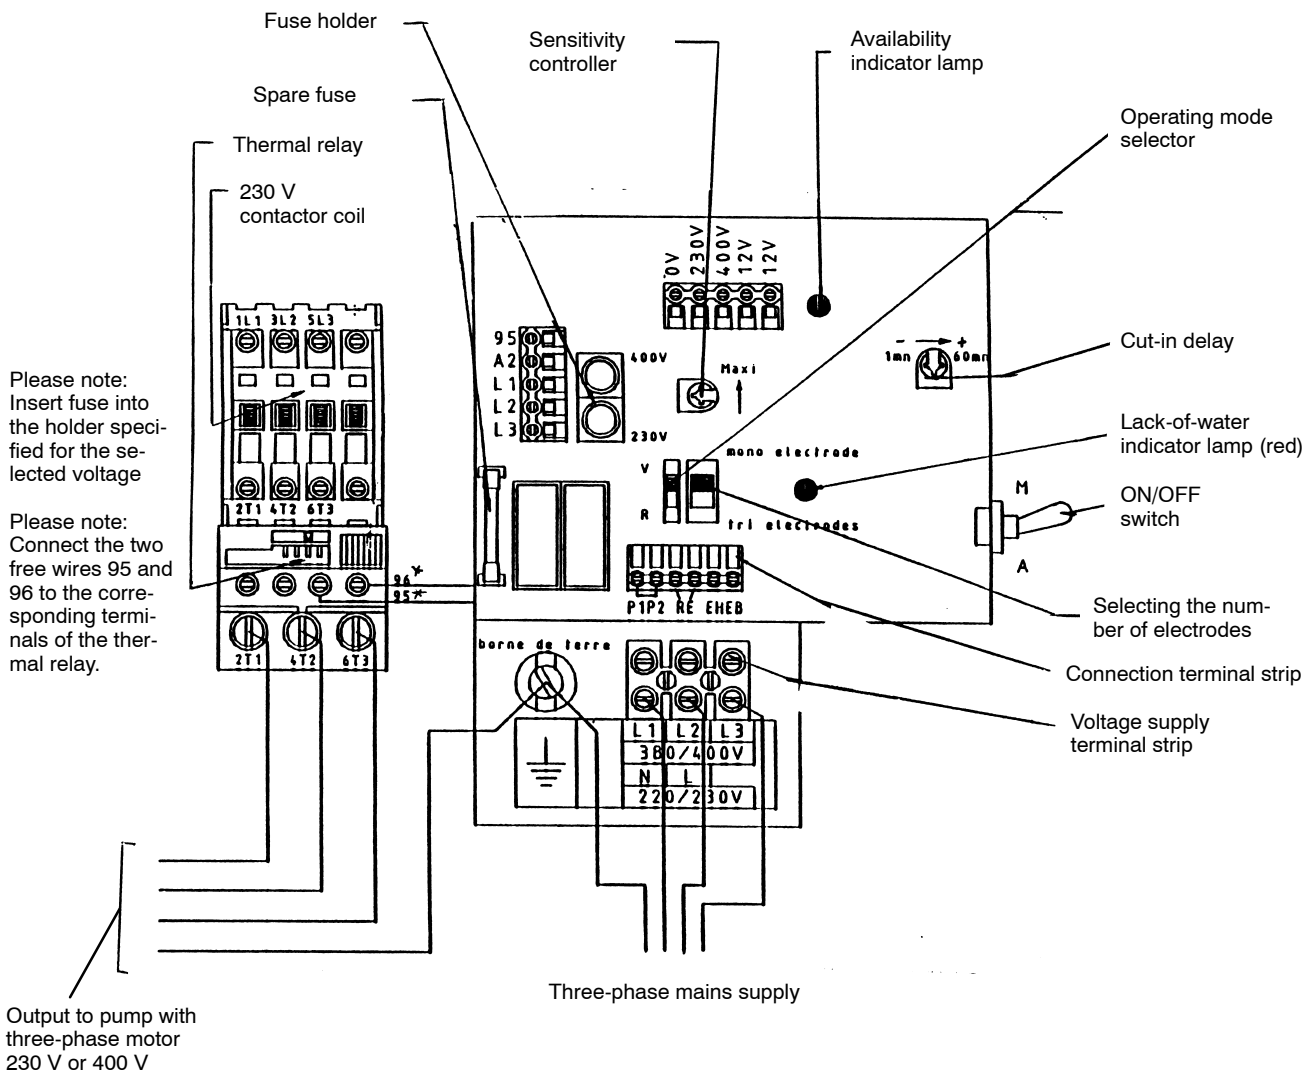 Fuse holder
Sensitivity
controller
Availability
indicator lamp
Spare fuse
Operating mode
selector
Thermal relay
230 V
contactor coil
0V
230V
400V
12V
12V
1L1 3L2 5L3
95
A2
L1
L2
L3
400V
230V
Maxi
- +
1mn 60mn
Cut-in delay
Please note:
Insert fuse into
the holder speci-
fied for the se-
lected voltage
Lack-of-water
indicator lamp (red)
mono electrode
V
R
tri electrodes
M
A
ON/OFF
switch
2T1 4T2 6T3
Please note:
Connect the two
free wires 95 and
96 to the corre-
sponding termi-
nals of the ther-
mal relay.
96*
95*
P1P2 RE EHEB
Selecting the num-
ber of electrodes
2T1 4T2 6T3
borne de terre
Connection terminal strip
Voltage supply
terminal strip
L1 L2 L3
380/400V
N L
220/230V
Three-phase mains supply
Output to pump with
three-phase motor
230 V or 400 V